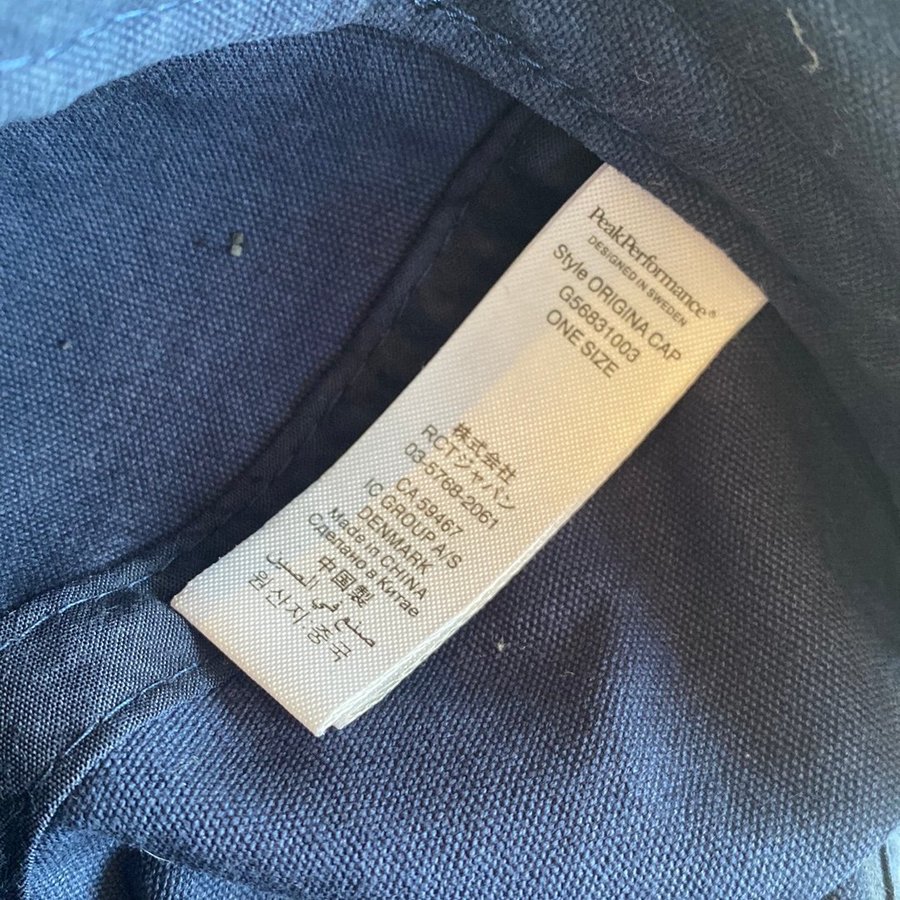 PeakPerformance®
DESIGNED IN SWEDEN
Style ORIGINA CAP
G56831003
ONE SIZE
株式会社
RCTジャパン
03-5768-2061
CA 59467
IC GROUP A/S
DENMARK
Made in CHINA
Сделано в Китае
中国製
صنع في الصين
원산지:중국